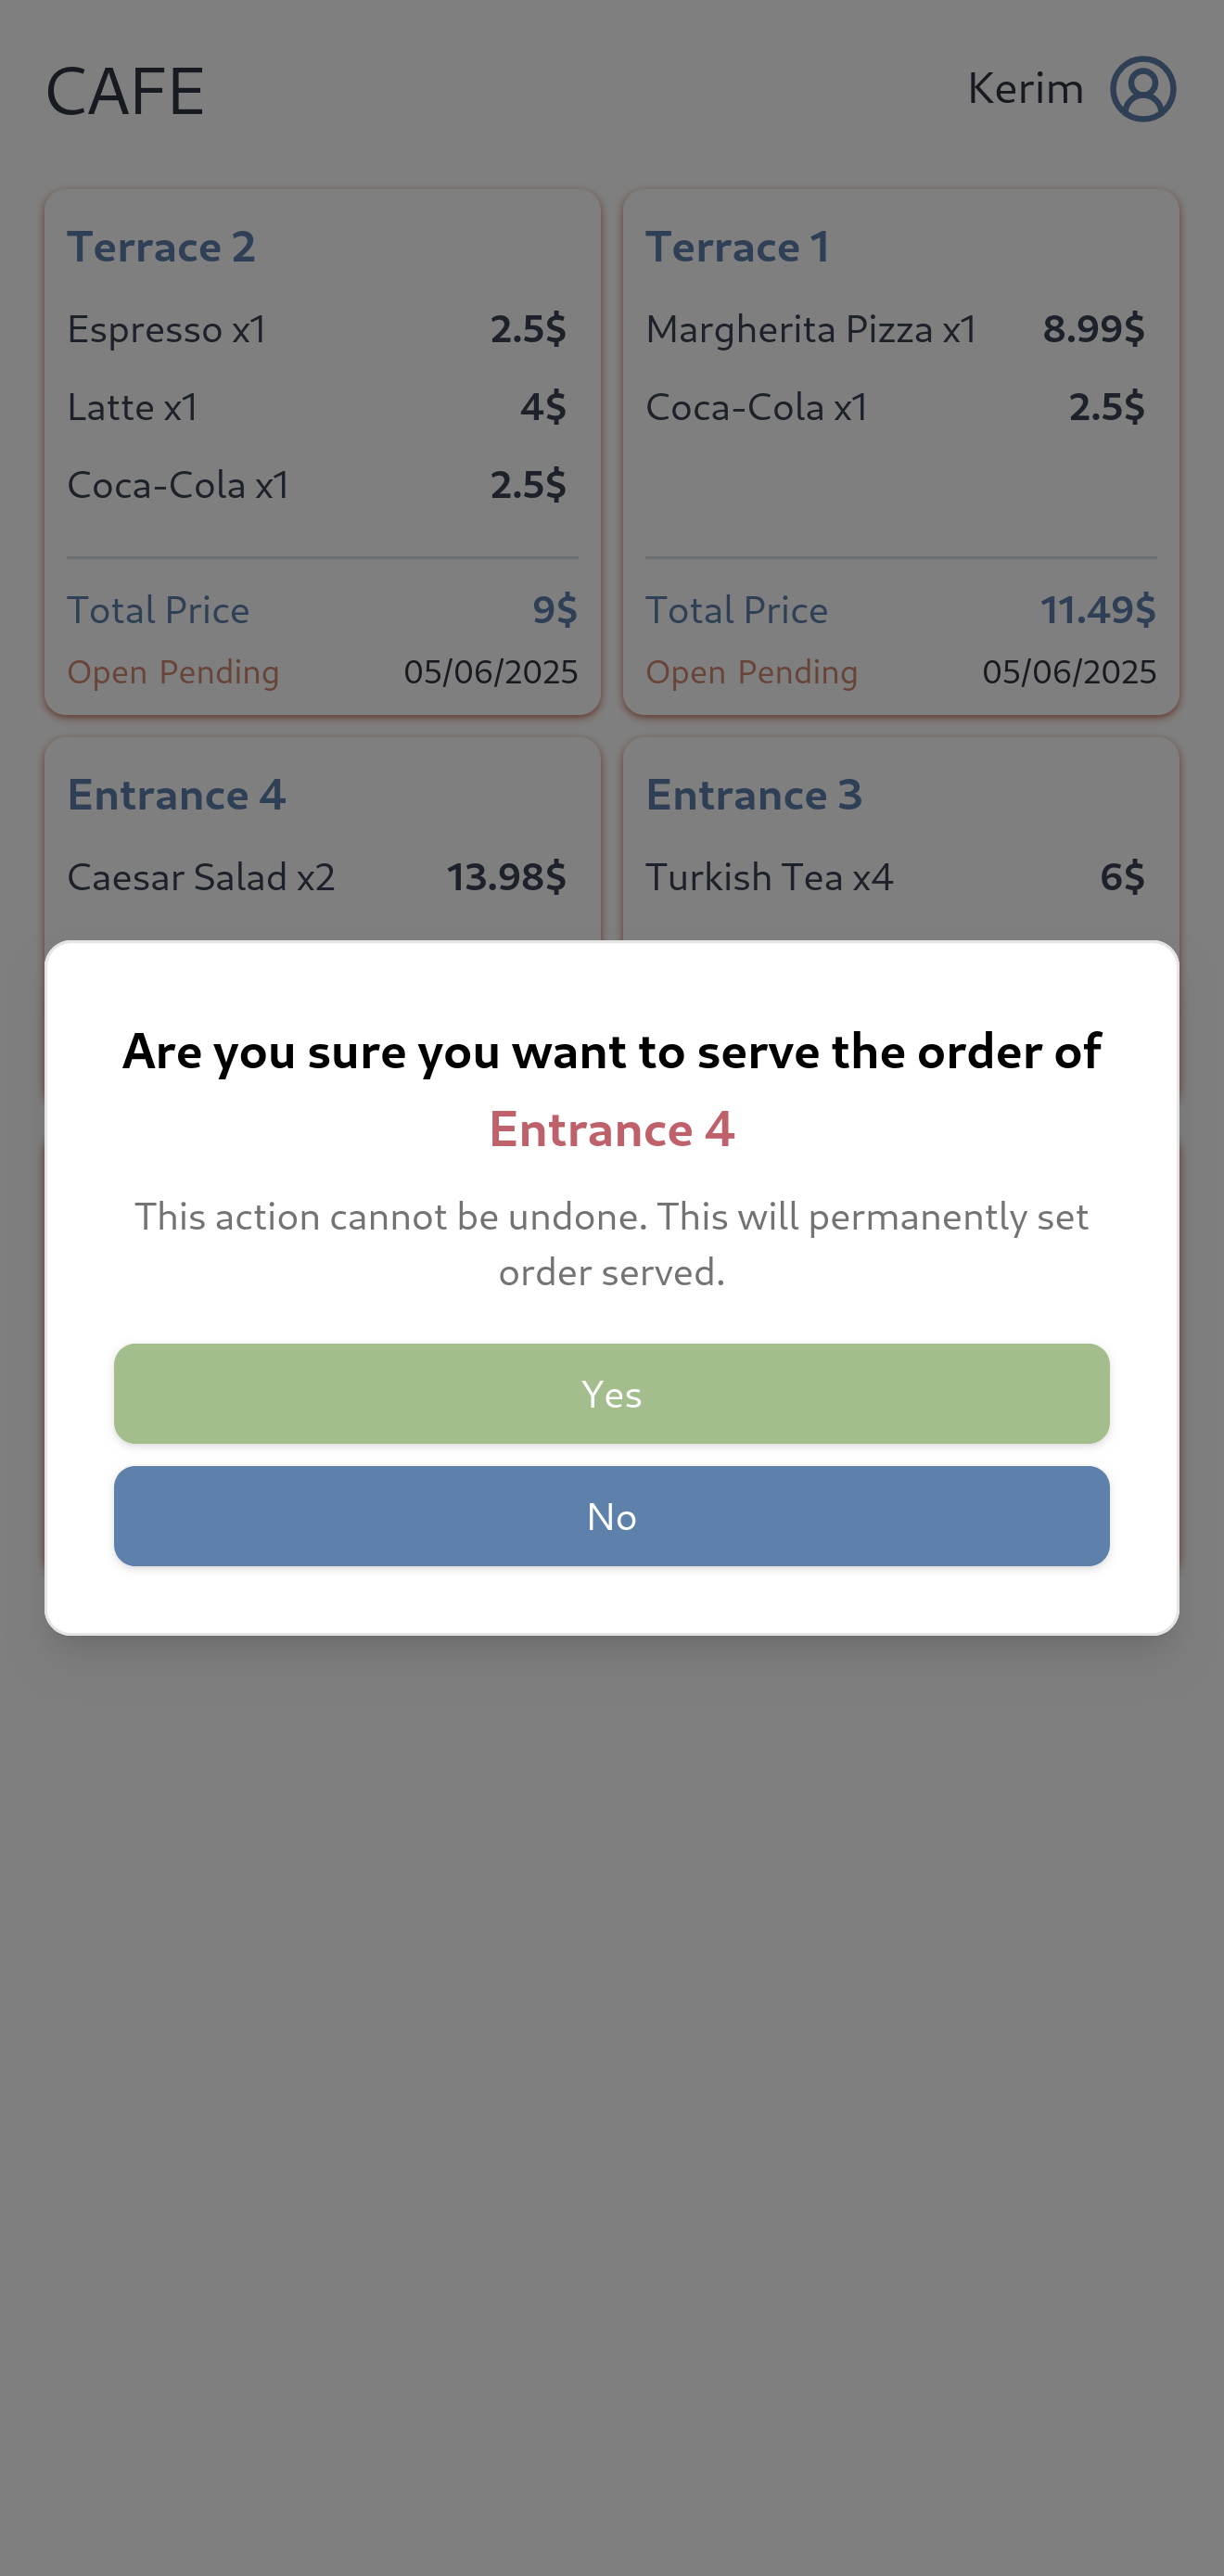 CAFE
Kerim
Terrace 2
Espresso x1 2.5$
Latte x1 4$
Coca-Cola x1 2.5$
Total Price 9$
Open Pending 05/06/2025
Terrace 1
Margherita Pizza x1 8.99$
Coca-Cola x1 2.5$
Total Price 11.49$
Open Pending 05/06/2025
Entrance 4
Caesar Salad x2 13.98$
Entrance 3
Turkish Tea x4 6$
Are you sure you want to serve the order of
Entrance 4
This action cannot be undone. This will permanently set
order served.
Yes
No